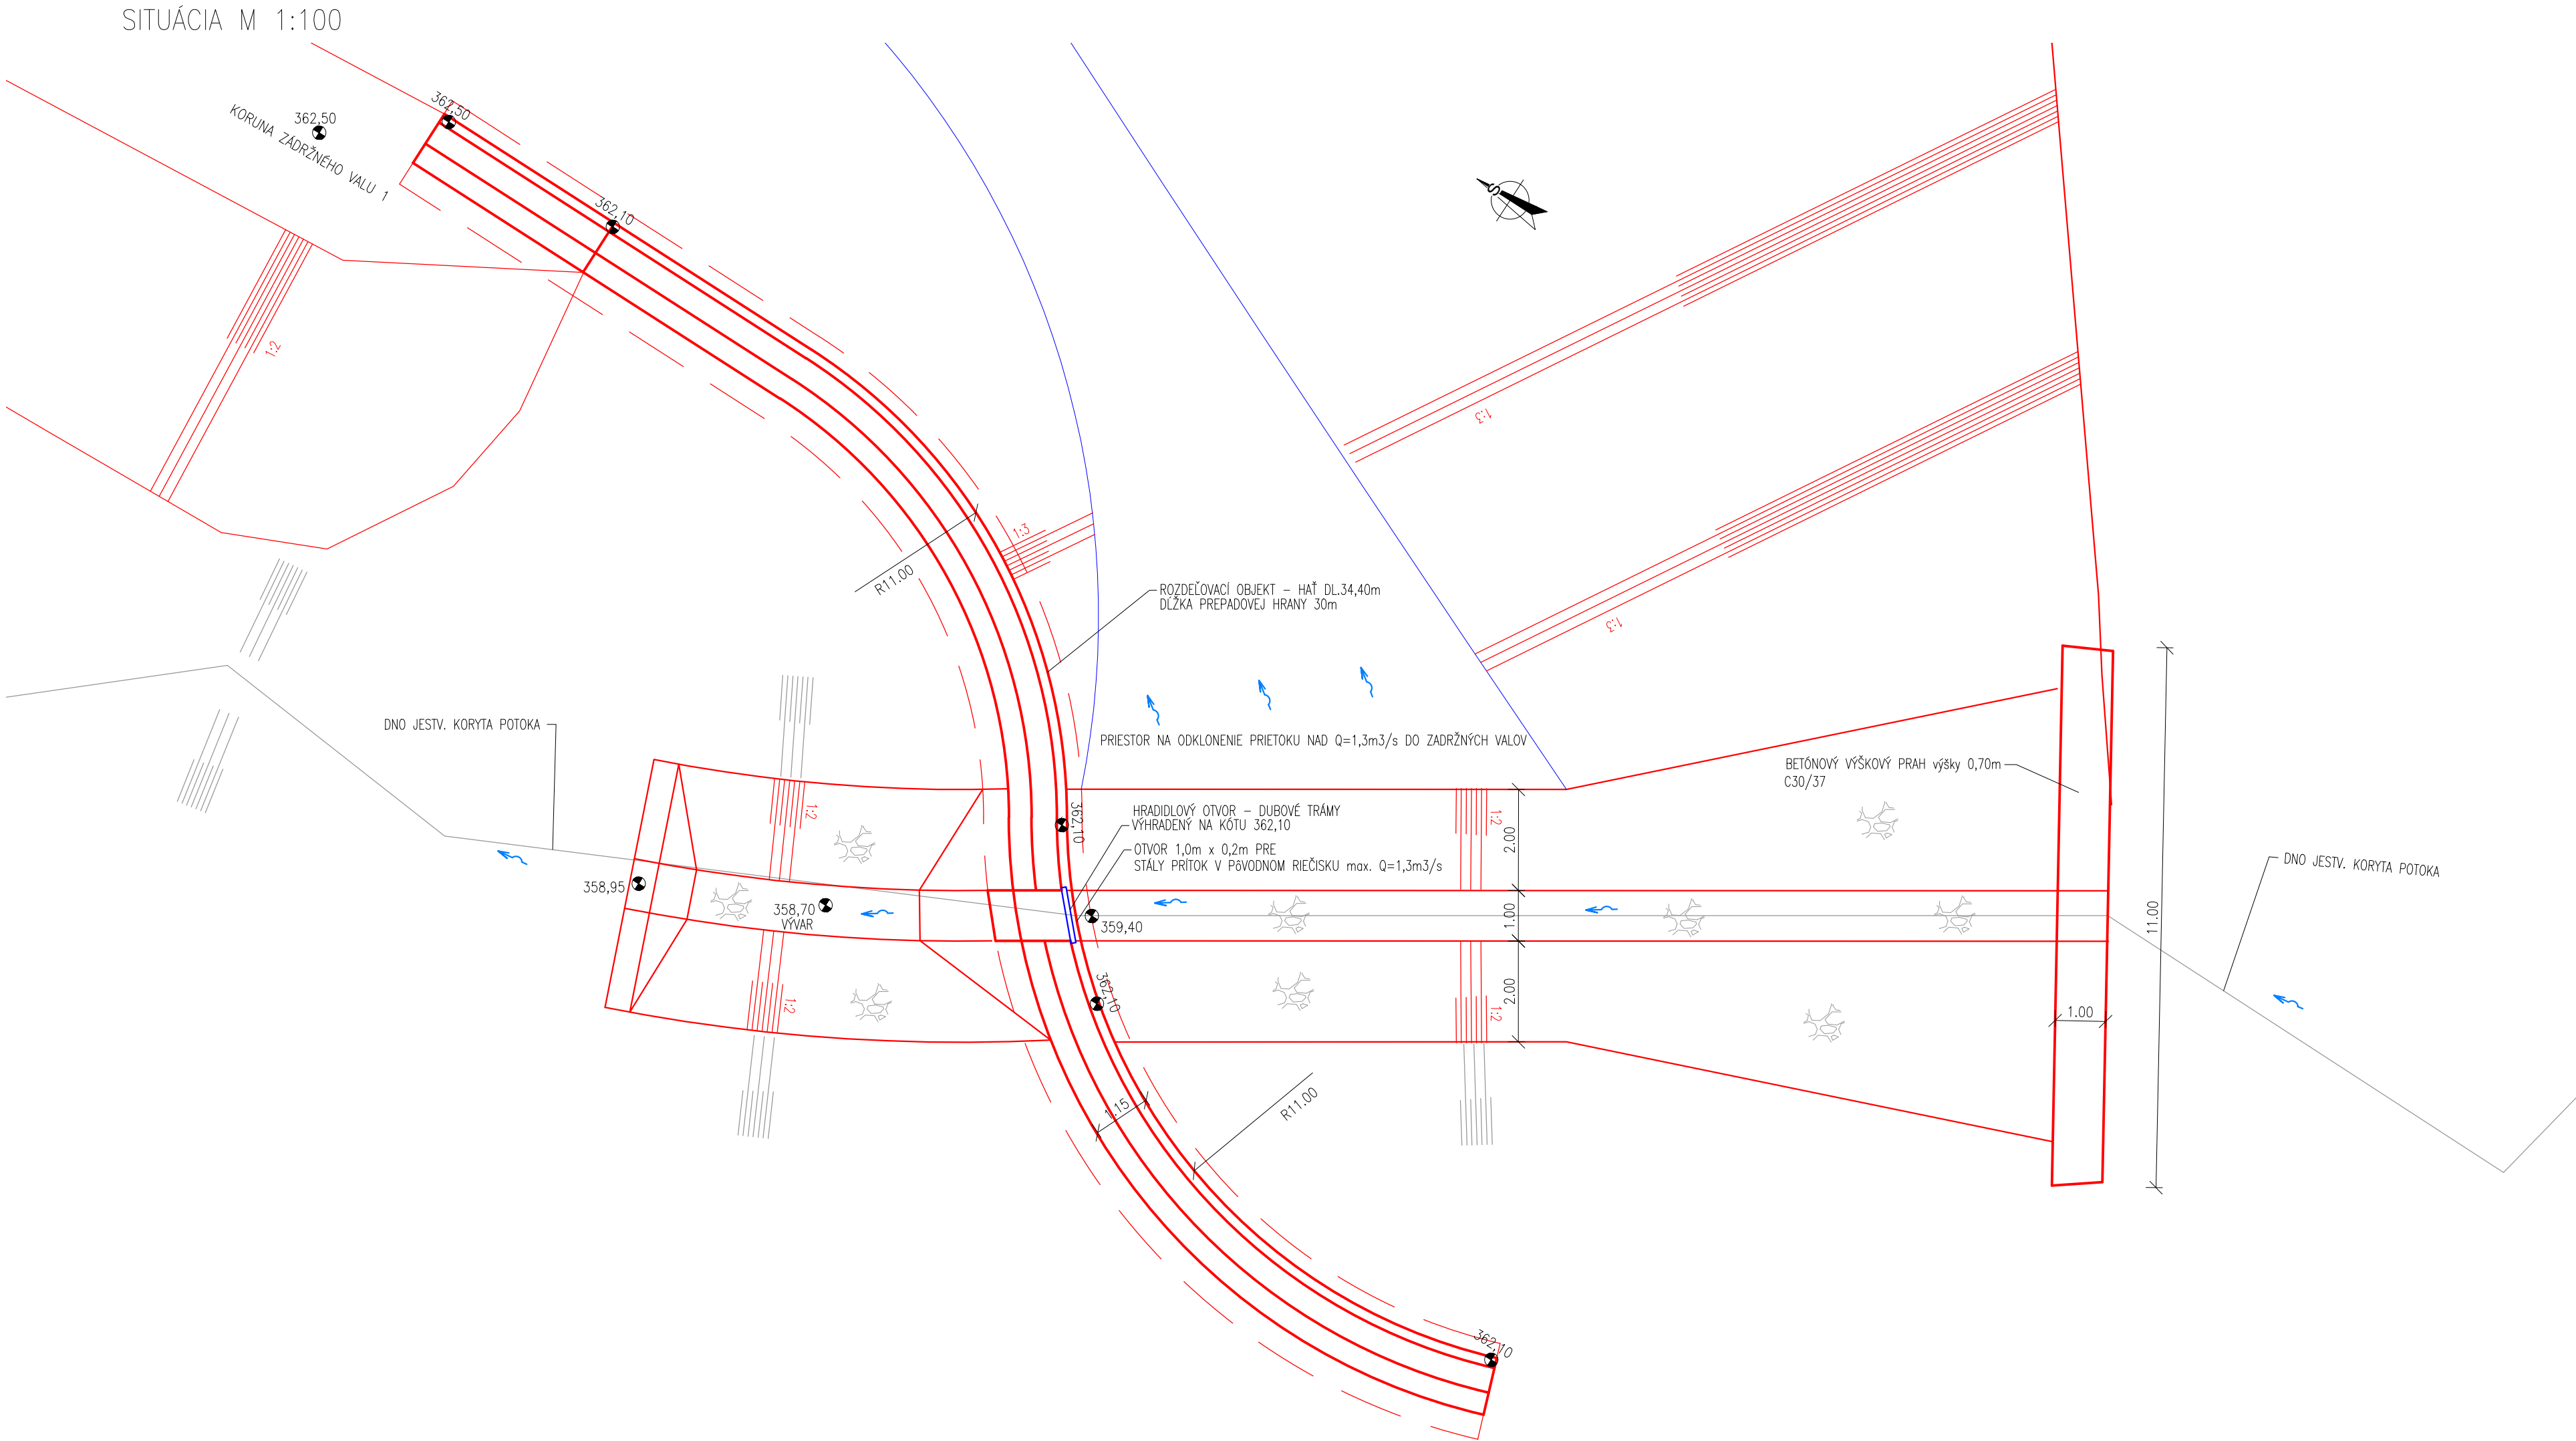 SITUÁCIA M 1:100
362,50
362,50
KORUNA ZÁDRŽNÉHO VALU 1
362,10
S
1:2
1:3
1:3
R11.00
ROZDEĽOVACÍ OBJEKT – HAŤ DL.34,40m
DĹŽKA PREPADOVEJ HRANY 30m
1:3
DNO JESTV. KORYTA POTOKA
PRIESTOR NA ODKLONENIE PRIETOKU NAD Q=1,3m3/s DO ZADRŽNÝCH VALOV
BETÓNOVÝ VÝŠKOVÝ PRAH výšky 0,70m
C30/37
1:2
362,10
HRADIDLOVÝ OTVOR – DUBOVÉ TRÁMY
VÝHRADENÝ NA KÓTU 362,10
1:2
2.00
OTVOR 1,0m x 0,2m PRE
STÁLY PRÍTOK V PôVODNOM RIEČISKU max. Q=1,3m3/s
DNO JESTV. KORYTA POTOKA
358,95
358,70
VÝVAR
359,40
1.00
11.00
1:2
362,10
2.00
1:2
1.00
1.15
R11.00
362,10